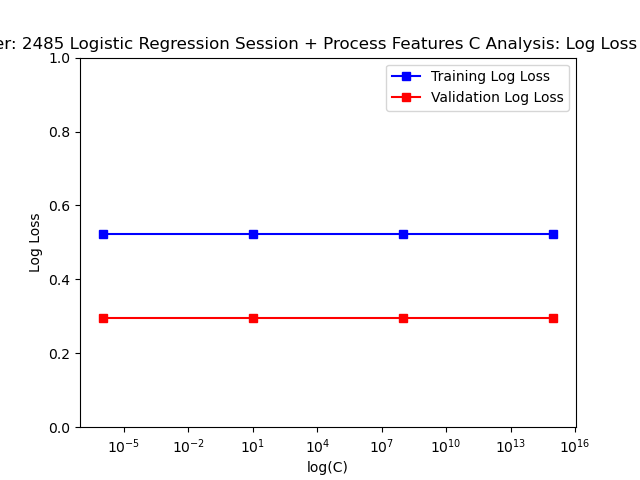 er: 2485 Logistic Regression Session + Process Features C Analysis: Log Loss
Training Log Loss
Validation Log Loss
Log Loss
1.0
0.8
0.6
0.4
0.2
0.0
10⁻⁵ 10⁻² 10¹ 10⁴ 10⁷ 10¹⁰ 10¹³ 10¹⁶
log(C)